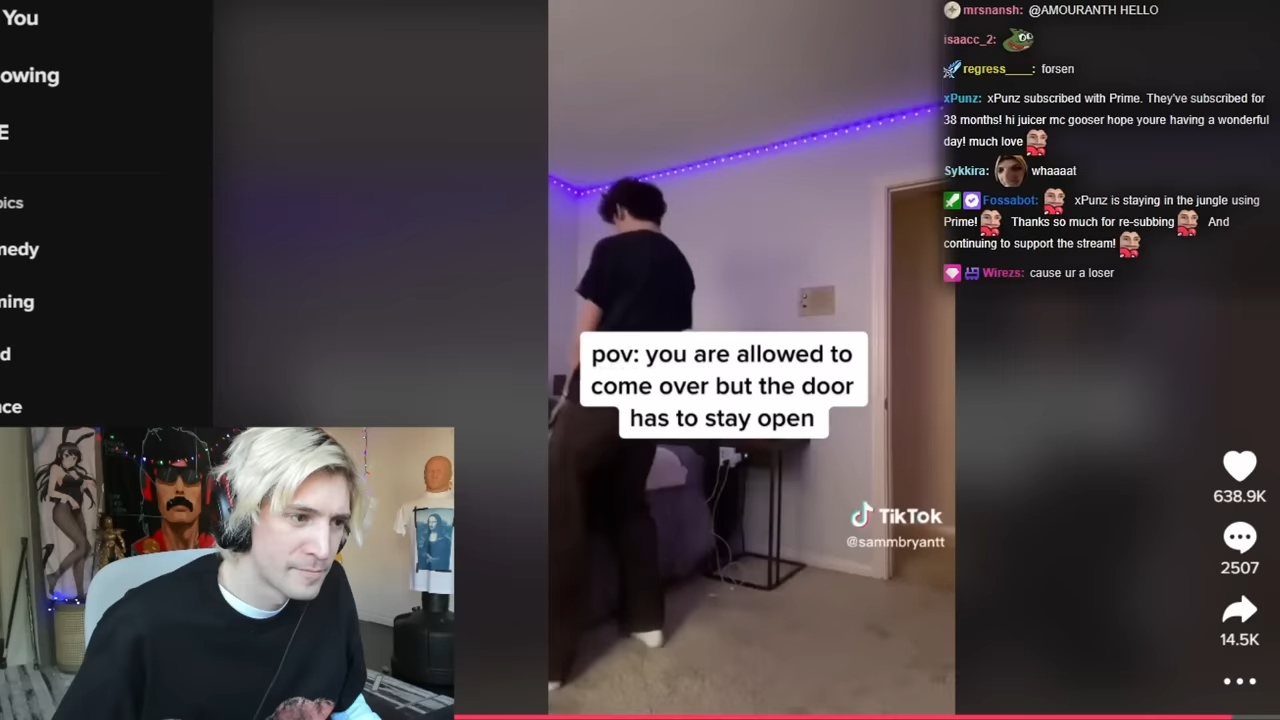 You
owing
E
pics
medy
ming
d
nce
pov: you are allowed to
come over but the door
has to stay open
TikTok
@sammbryantt
mrsnansh: @AMOURANTH HELLO
isaacc_2:
regress____: forsen
xPunz: xPunz subscribed with Prime. They've subscribed for
38 months! hi juicer mc gooser hope youre having a wonderful
day! much love
Sykkira: whaaaat
Fossabot: xPunz is staying in the jungle using
Prime! Thanks so much for re-subbing And
continuing to support the stream!
Wirezs: cause ur a loser
638.9K
2507
14.5K